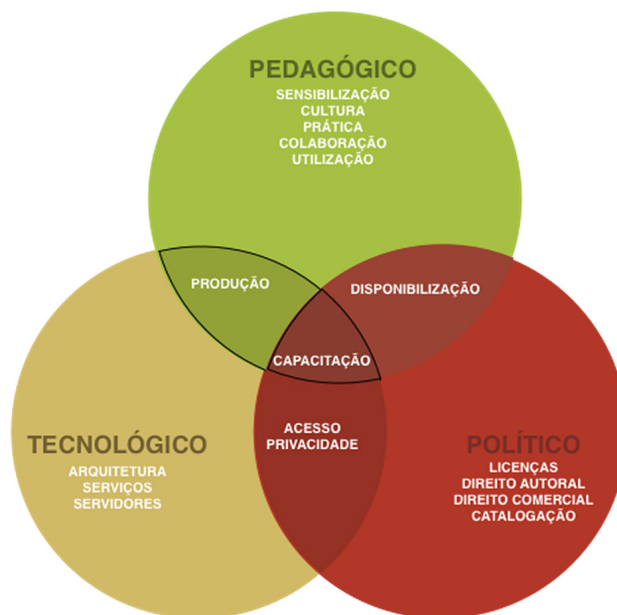 PEDAGÓGICO
SENSIBILIZAÇÃO
CULTURA
PRÁTICA
COLABORAÇÃO
UTILIZAÇÃO
PRODUÇÃO
DISPONIBILIZAÇÃO
CAPACITAÇÃO
ACESSO
PRIVACIDADE
TECNOLÓGICO
ARQUITETURA
SERVIÇOS
SERVIDORES
POLÍTICO
LICENÇAS
DIREITO AUTORAL
DIREITO COMERCIAL
CATALOGAÇÃO